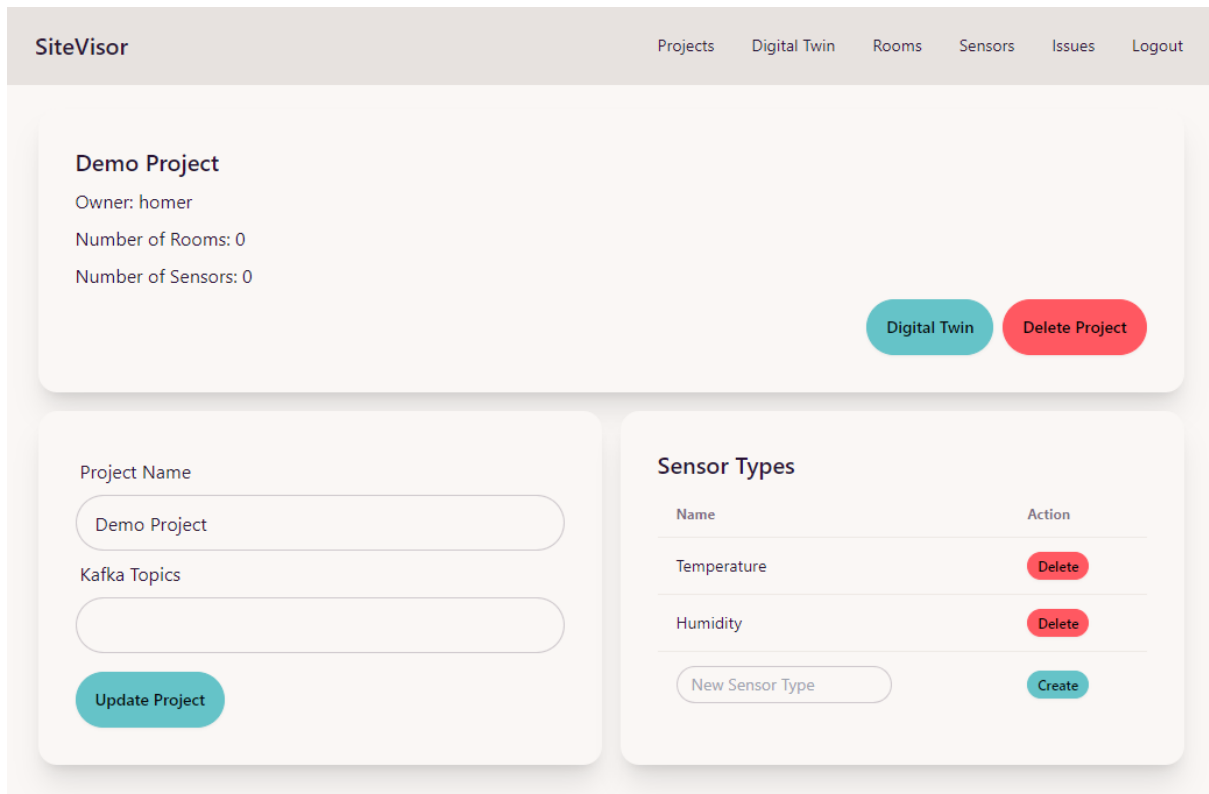 SiteVisor
Projects Digital Twin Rooms Sensors Issues Logout
Demo Project
Owner: homer
Number of Rooms: 0
Number of Sensors: 0
Digital Twin Delete Project
Project Name
Demo Project
Kafka Topics
Update Project
Sensor Types
Name Action
Temperature Delete
Humidity Delete
New Sensor Type Create